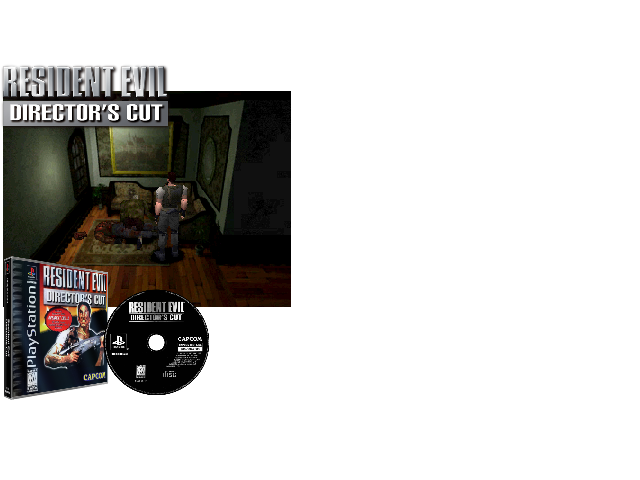 RESIDENT EVIL
DIRECTOR'S CUT
PlayStation
RESIDENT EVIL
DIRECTOR'S CUT
CAPCOM
RESIDENT EVIL
DIRECTOR'S CUT
CAPCOM